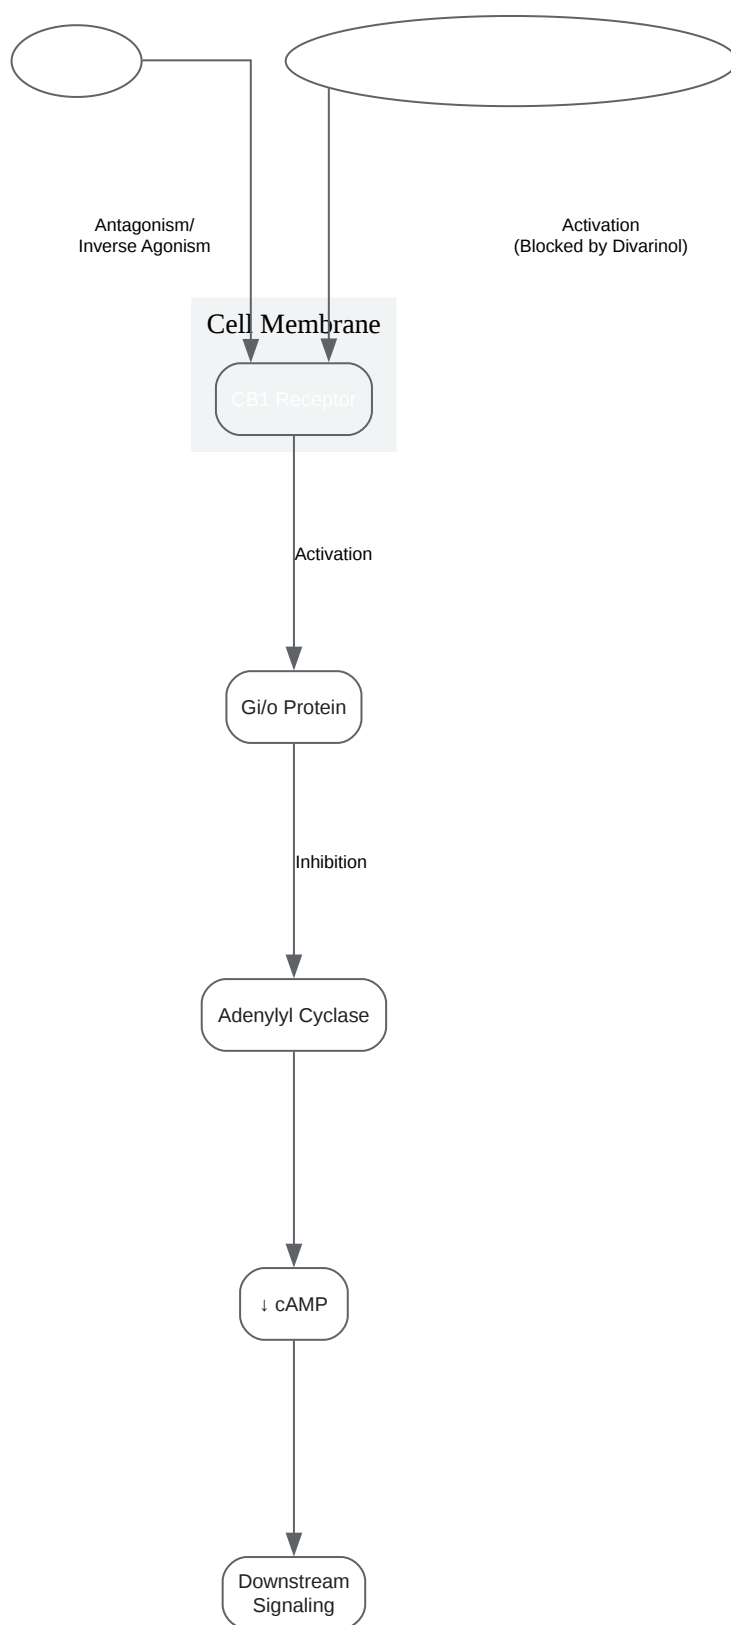 Antagonism/
Inverse Agonism
Activation
(Blocked by Divarinol)
Cell Membrane
CB1 Receptor
Activation
Gi/o Protein
Inhibition
Adenylyl Cyclase
↓ cAMP
Downstream
Signaling